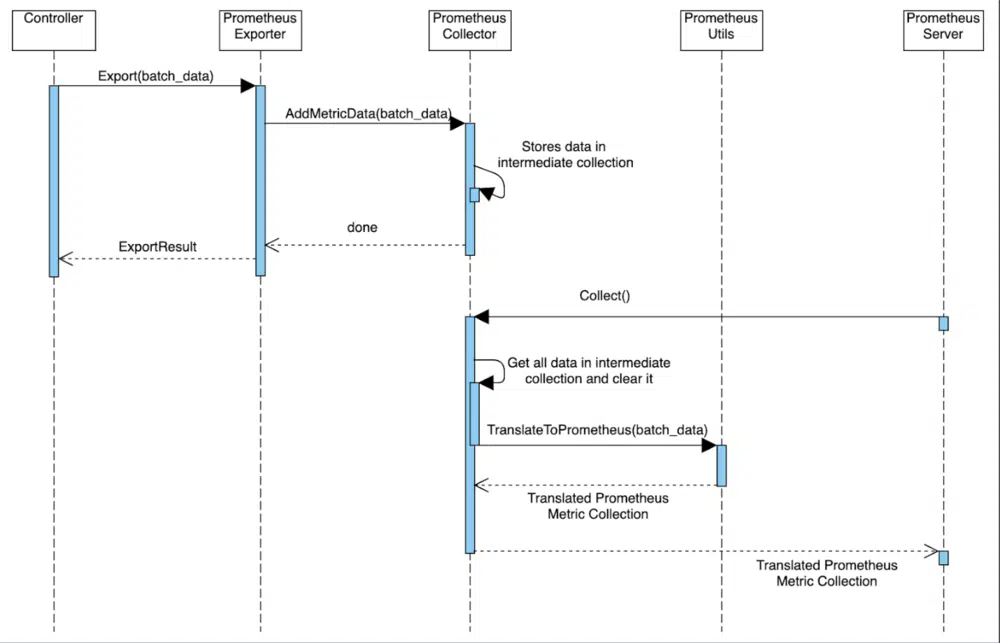 Controller
Prometheus
Exporter
Prometheus
Collector
Prometheus
Utils
Prometheus
Server
Export(batch_data)
AddMetricData(batch_data)
Stores data in
intermediate collection
done
ExportResult
Collect()
Get all data in intermediate
collection and clear it
TranslateToPrometheus(batch_data)
Translated Prometheus
Metric Collection
Translated Prometheus
Metric Collection